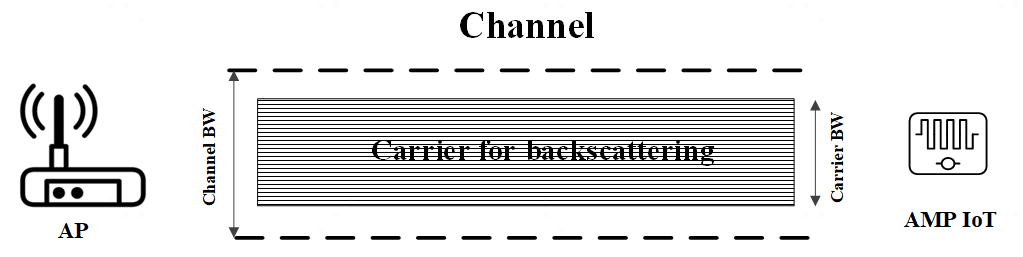 Channel
Channel BW
Carrier for backscattering
Carrier BW
AP
AMP IoT